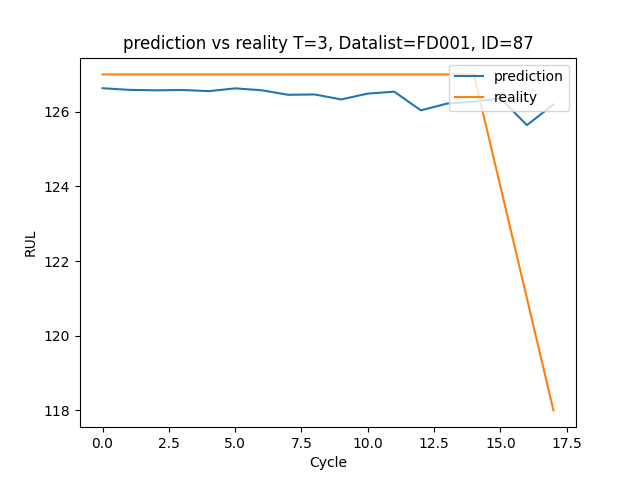 prediction vs reality T=3, Datalist=FD001, ID=87
prediction
reality
126
124
122
120
118
RUL
0.0
2.5
5.0
7.5
10.0
12.5
15.0
17.5
Cycle